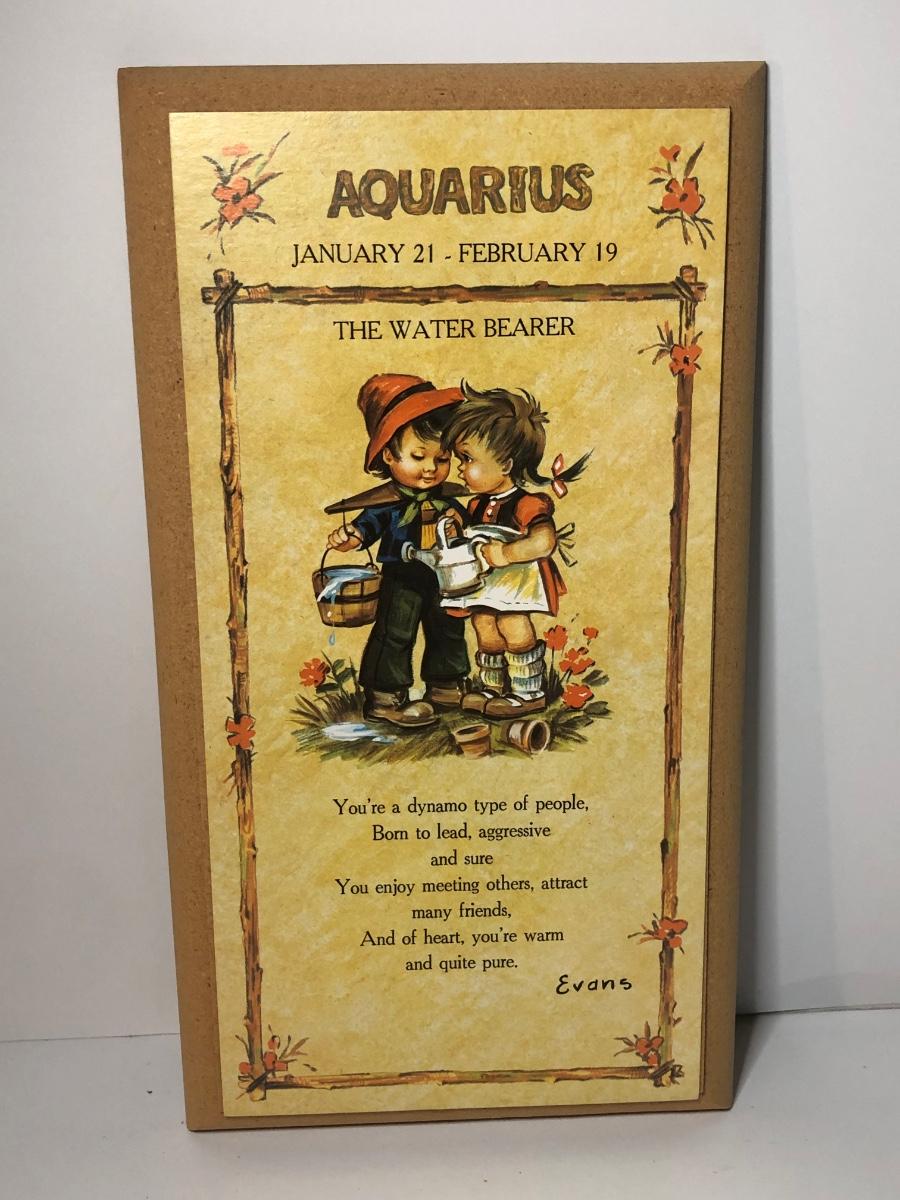 AQUARIUS
JANUARY 21 - FEBRUARY 19
THE WATER BEARER
You're a dynamo type of people,
Born to lead, aggressive
and sure
You enjoy meeting others, attract
many friends,
And of heart, you're warm
and quite pure.
Evans